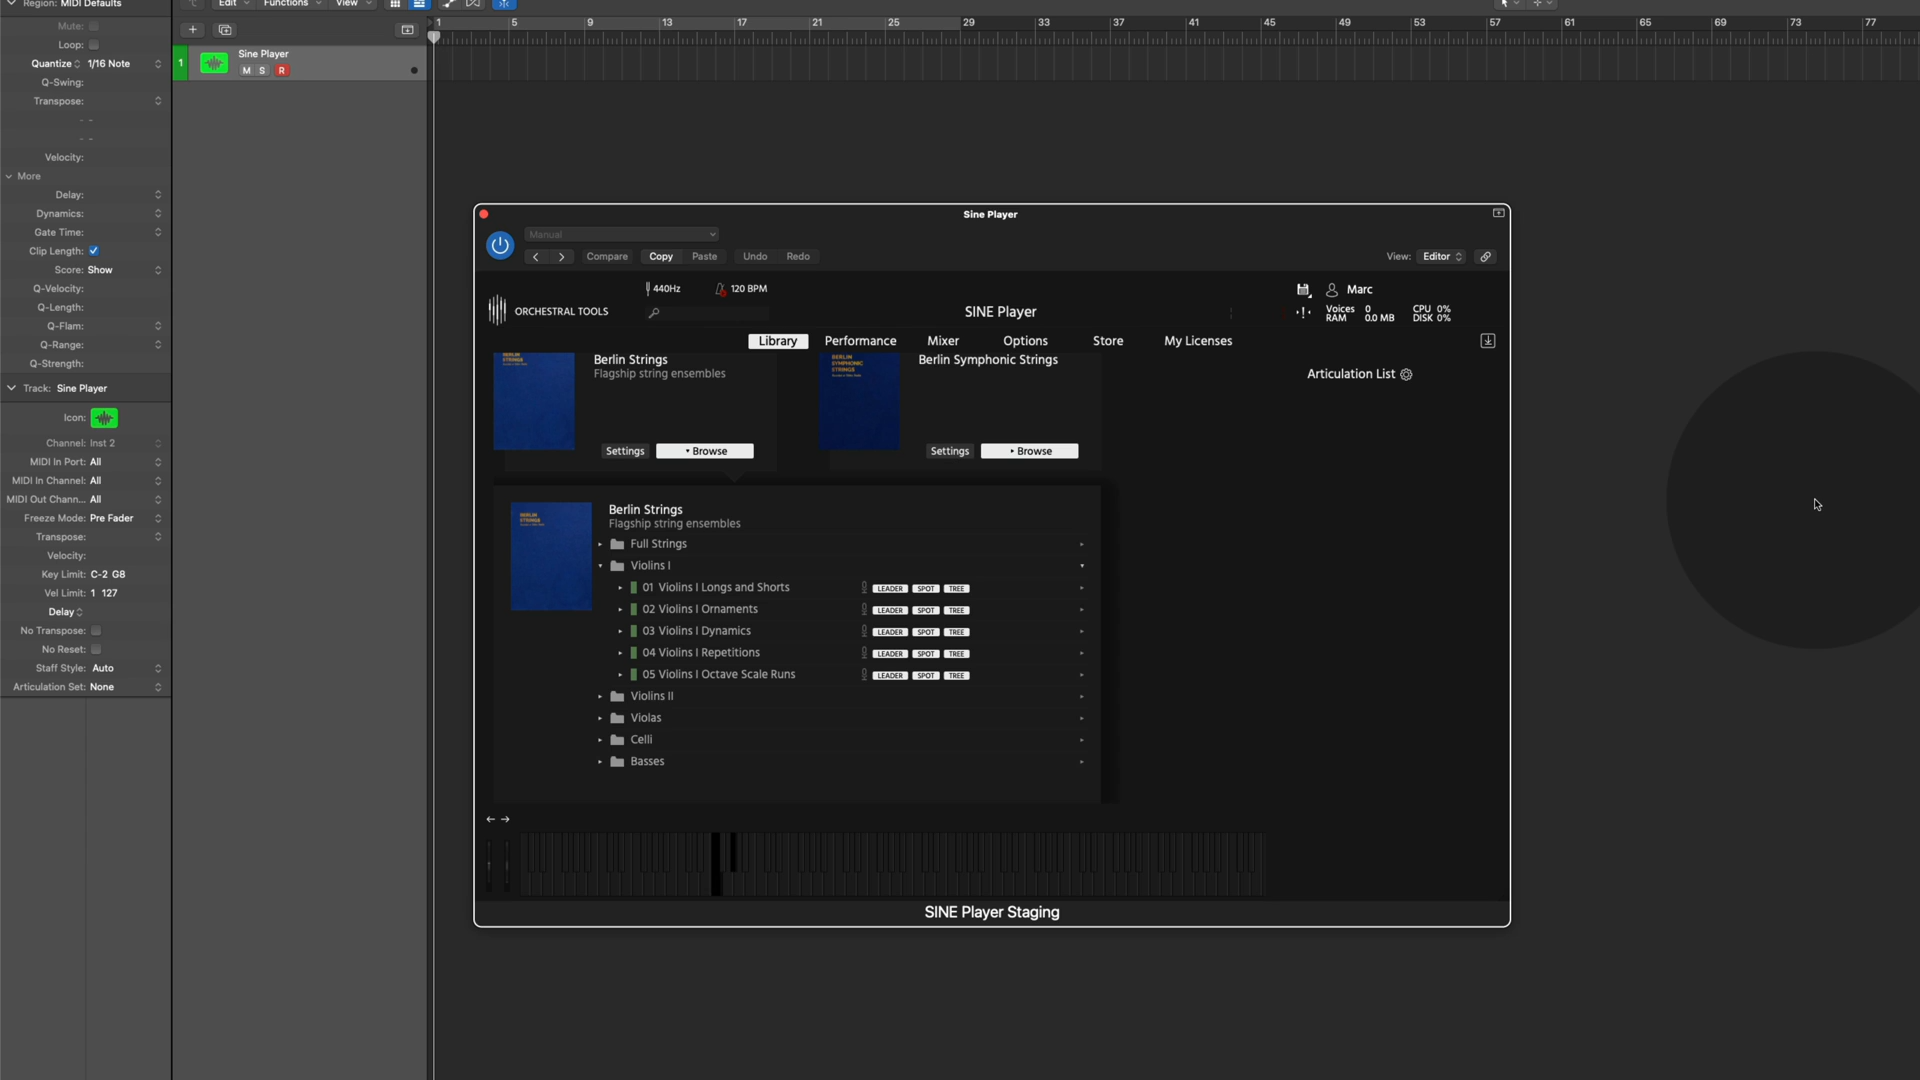 Region: MIDI Defaults
Mute:
Loop:
Quantize 1/16 Note
Q-Swing:
Transpose:
- -
- -
Velocity:
More
Delay:
Dynamics:
Gate Time:
Clip Length:
Score: Show
Q-Velocity:
Q-Length:
Q-Flam:
Q-Range:
Q-Strength:
Track: Sine Player
Icon:
Channel: Inst 2
MIDI In Port: All
MIDI In Channel: All
MIDI Out Chann... All
Freeze Mode: Pre Fader
Transpose:
Velocity:
Key Limit: C-2 G8
Vel Limit: 1 127
Delay
No Transpose:
No Reset:
Staff Style: Auto
Articulation Set: None
Edit Functions View
1 5 9 13 17 21 25 29 33 37 41 45 49 53 57 61 65 69 73 77
1 Sine Player
M S R
Sine Player
Manual
Compare Copy Paste Undo Redo
View: Editor
440Hz 120 BPM
ORCHESTRAL TOOLS
SINE Player
Marc
Voices 0 CPU 0%
RAM 0.0 MB DISK 0%
Library Performance Mixer Options Store My Licenses
BERLIN
STRINGS
Berlin Strings
Flagship string ensembles
Settings Browse
BERLIN
SYMPHONIC
STRINGS
Berlin Symphonic Strings
Settings Browse
Articulation List
BERLIN
STRINGS
Berlin Strings
Flagship string ensembles
Full Strings
Violins I
01 Violins I Longs and Shorts LEADER SPOT TREE
02 Violins I Ornaments LEADER SPOT TREE
03 Violins I Dynamics LEADER SPOT TREE
04 Violins I Repetitions LEADER SPOT TREE
05 Violins I Octave Scale Runs LEADER SPOT TREE
Violins II
Violas
Celli
Basses
SINE Player Staging